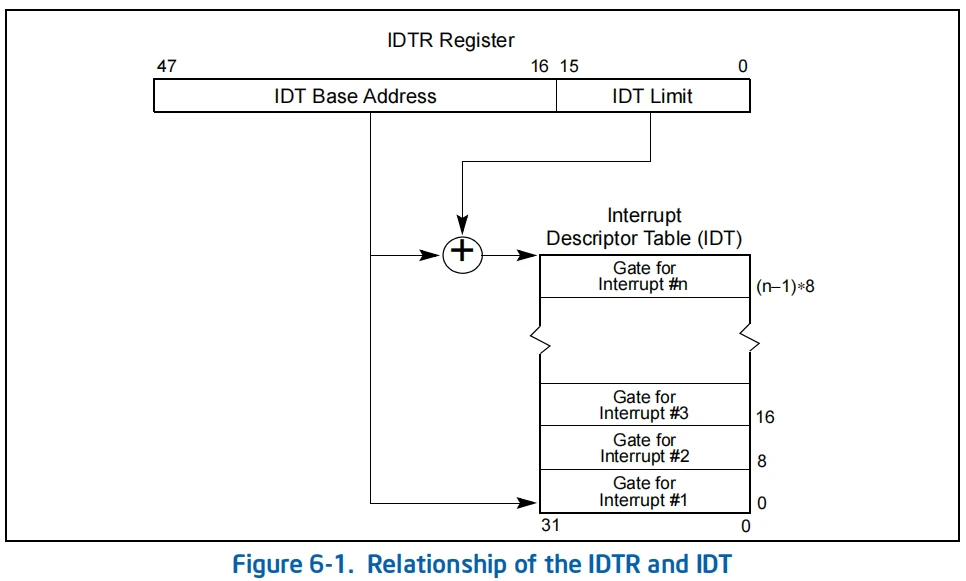 IDTR Register
47 16 15 0
IDT Base Address IDT Limit
+
Interrupt
Descriptor Table (IDT)
Gate for
Interrupt #n
(n–1)∗8
Gate for
Interrupt #3
16
Gate for
Interrupt #2
8
Gate for
Interrupt #1
0
31 0
Figure 6-1. Relationship of the IDTR and IDT